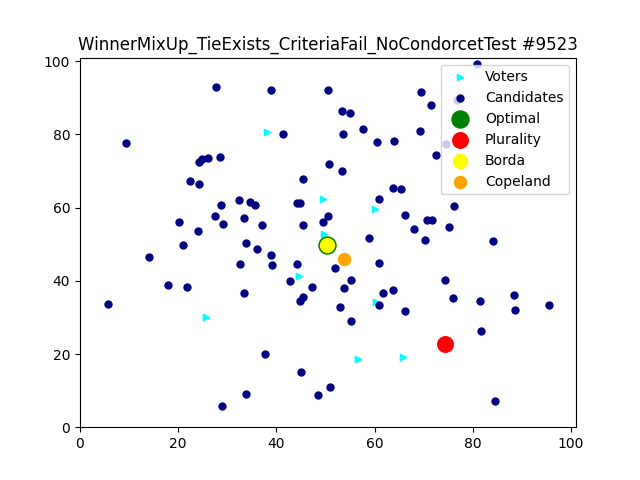 WinnerMixUp_TieExists_CriteriaFail_NoCondorcetTest #9523
100
80
60
40
20
0
0
20
40
60
80
100
Voters
Candidates
Optimal
Plurality
Borda
Copeland